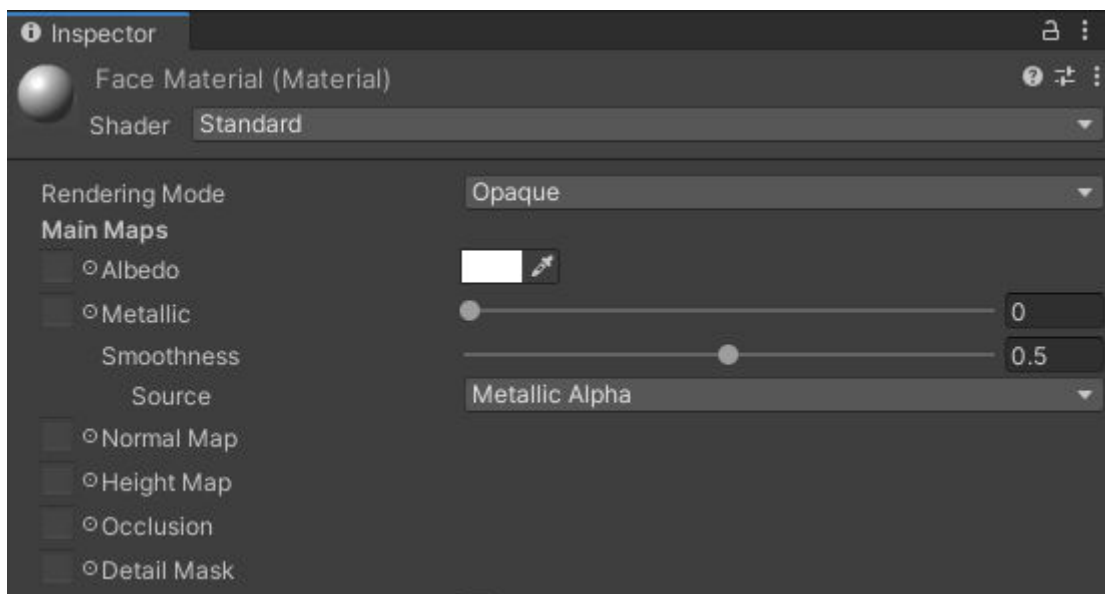 Inspector
Face Material (Material)
Shader Standard
Rendering Mode Opaque
Main Maps
Albedo
Metallic 0
Smoothness 0.5
Source Metallic Alpha
Normal Map
Height Map
Occlusion
Detail Mask